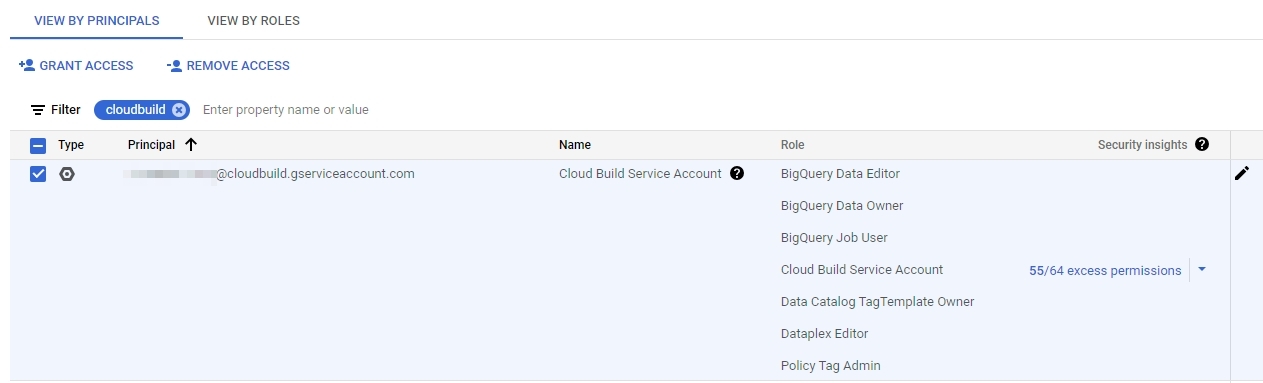 VIEW BY PRINCIPALS VIEW BY ROLES
GRANT ACCESS REMOVE ACCESS
Filter cloudbuild Enter property name or value
Type Principal Name Role Security insights
@cloudbuild.gserviceaccount.com Cloud Build Service Account BigQuery Data Editor
BigQuery Data Owner
BigQuery Job User
Cloud Build Service Account 55/64 excess permissions
Data Catalog TagTemplate Owner
Dataplex Editor
Policy Tag Admin